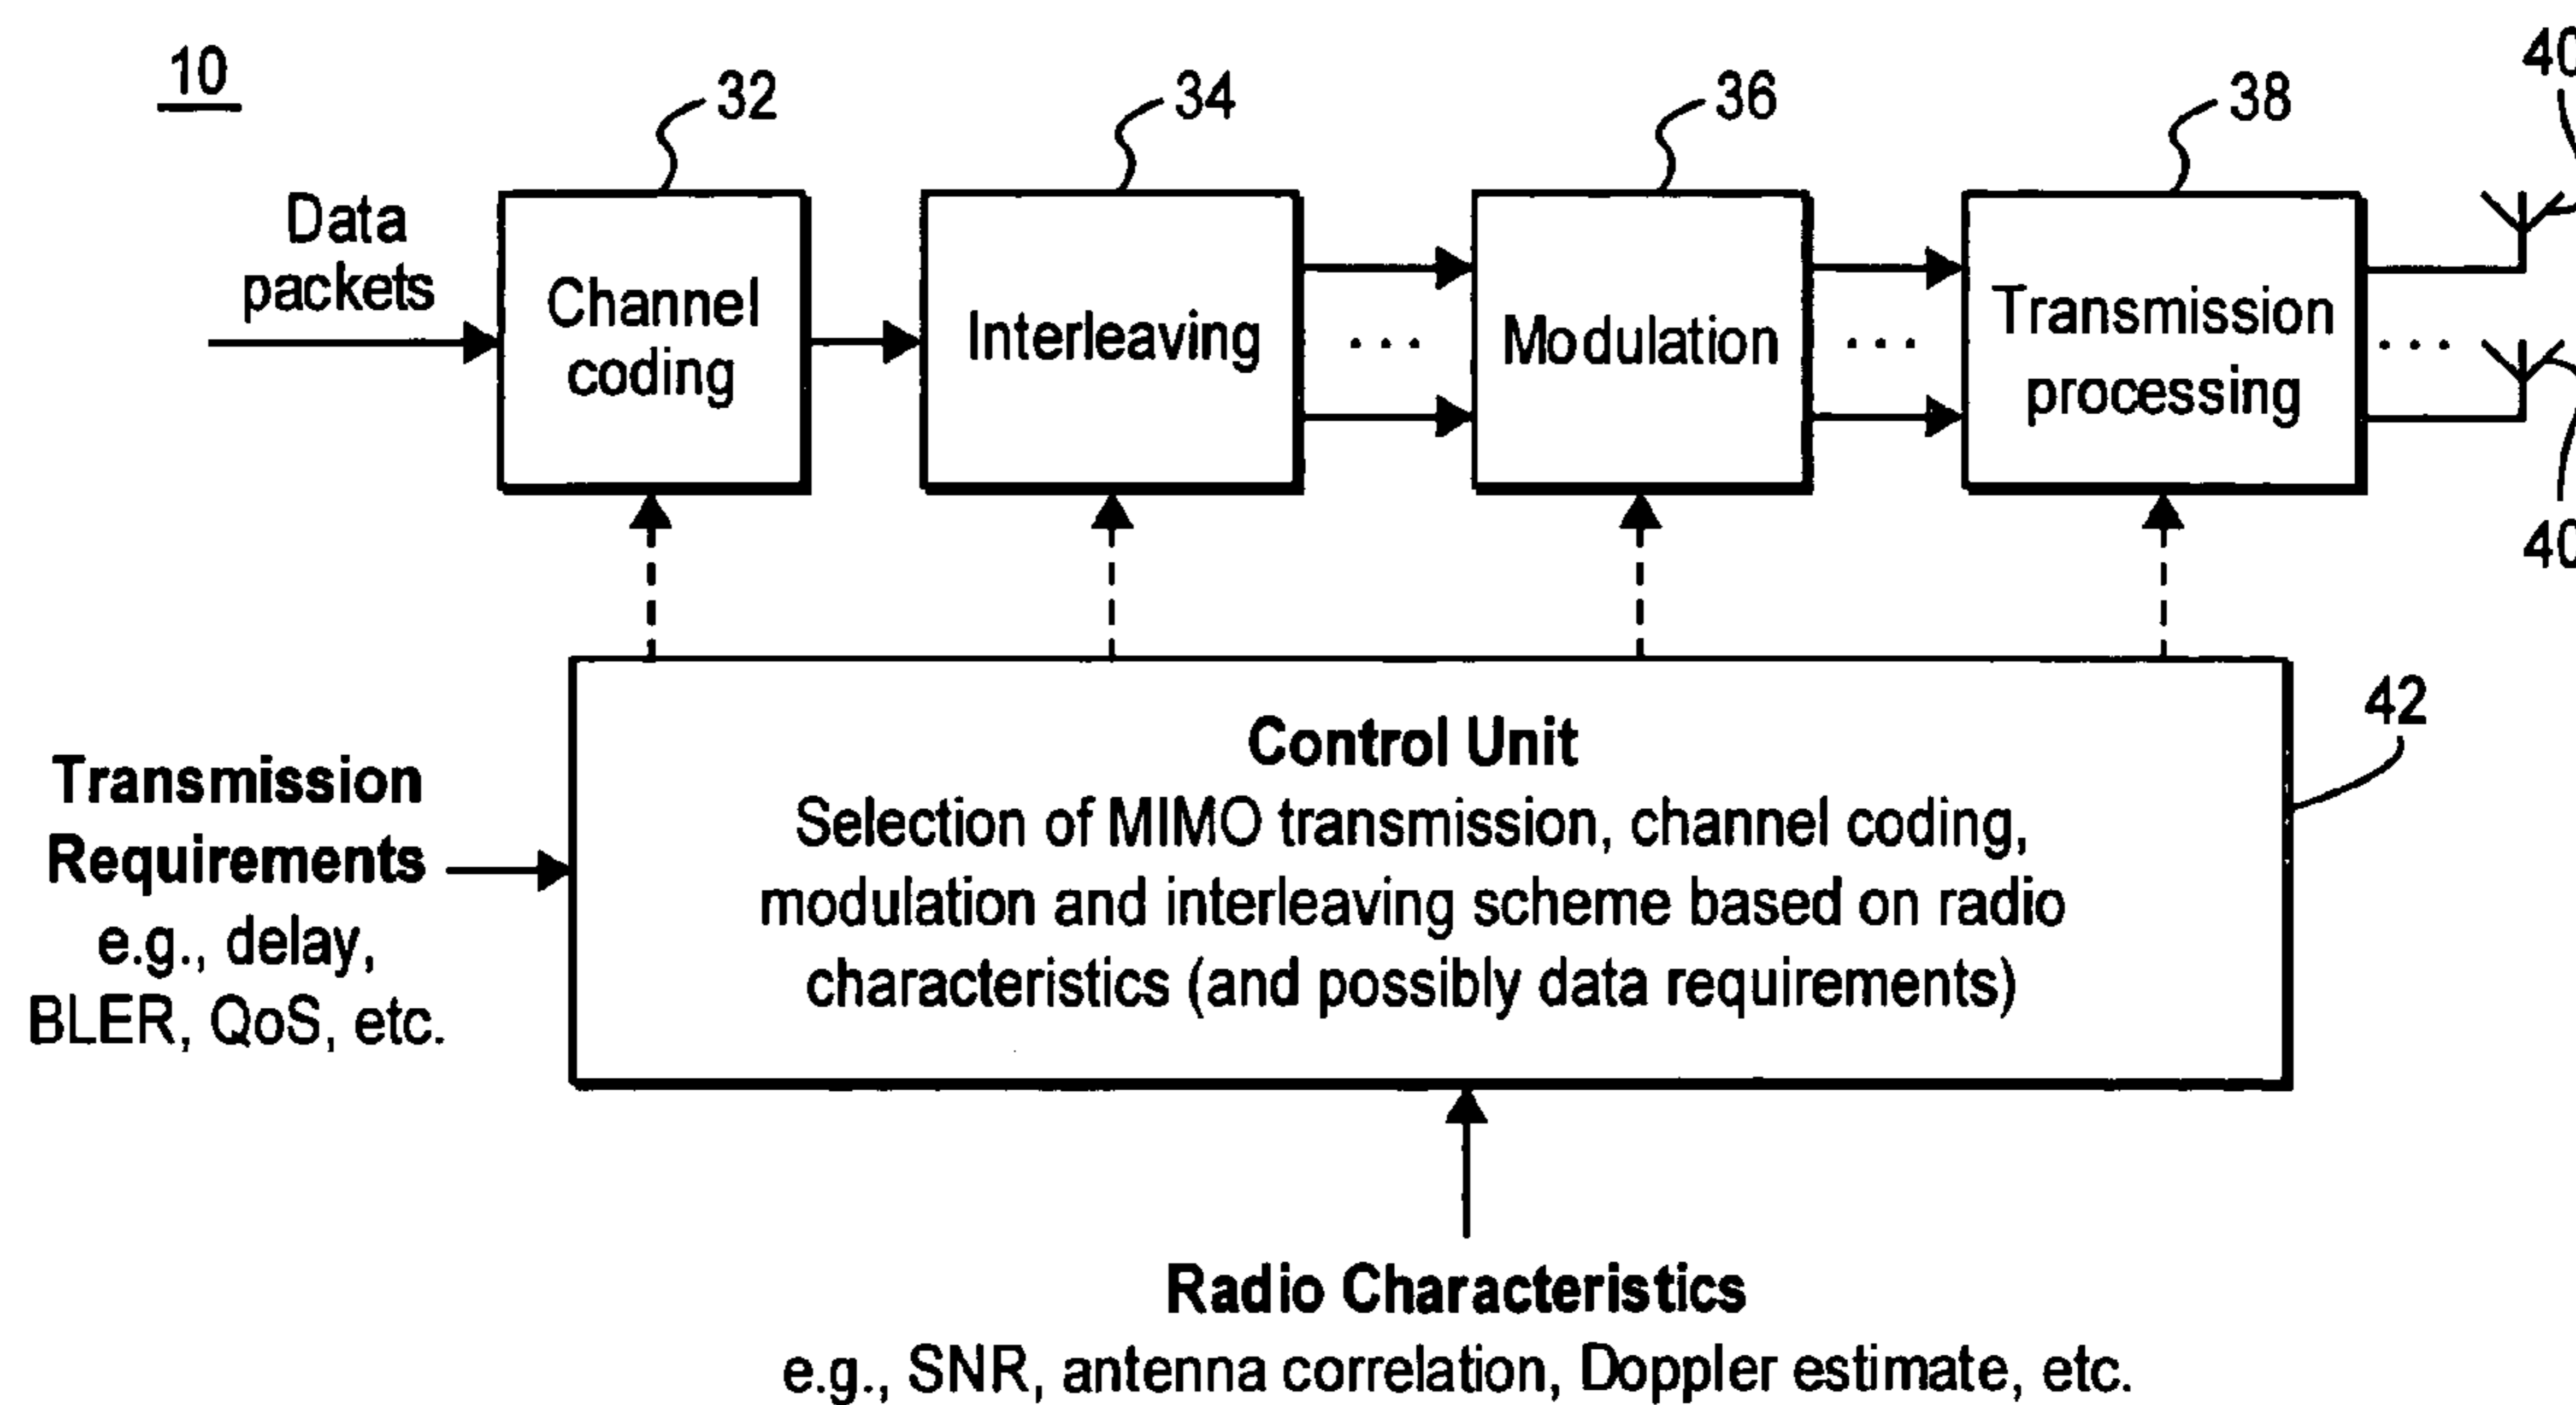 10
32
34
36
38
40
Data
packets
Channel
coding
Interleaving
...
Modulation
...
Transmission
processing
...
40
42
Control Unit
Selection of MIMO transmission, channel coding,
modulation and interleaving scheme based on radio
characteristics (and possibly data requirements)
Transmission
Requirements
e.g., delay,
BLER, QoS, etc.
Radio Characteristics
e.g., SNR, antenna correlation, Doppler estimate, etc.